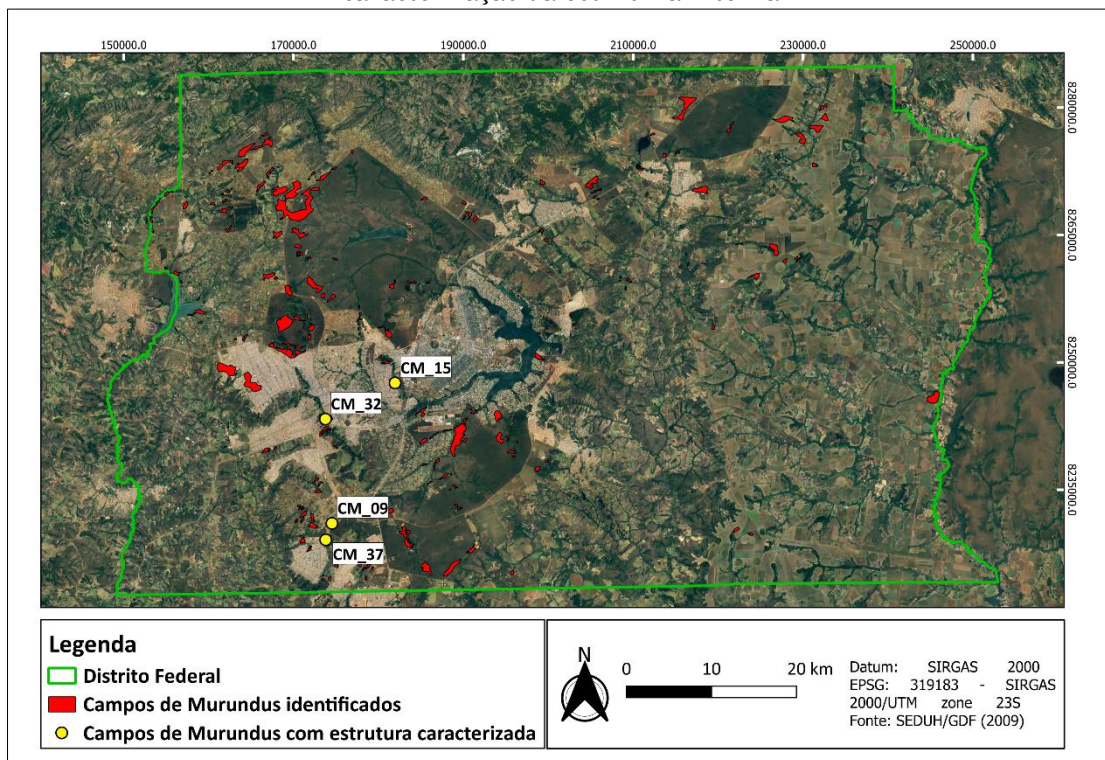 150000.0 170000.0 190000.0 210000.0 230000.0 250000.0
8280000.0
8265000.0
8250000.0
8235000.0
CM_15
CM_32
CM_09
CM_37
Legenda
Distrito Federal
Campos de Murundus identificados
Campos de Murundus com estrutura caracterizada
N
0 10 20 km
Datum: SIRGAS 2000
EPSG: 319183 - SIRGAS
2000/UTM zone 23S
Fonte: SEDUH/GDF (2009)